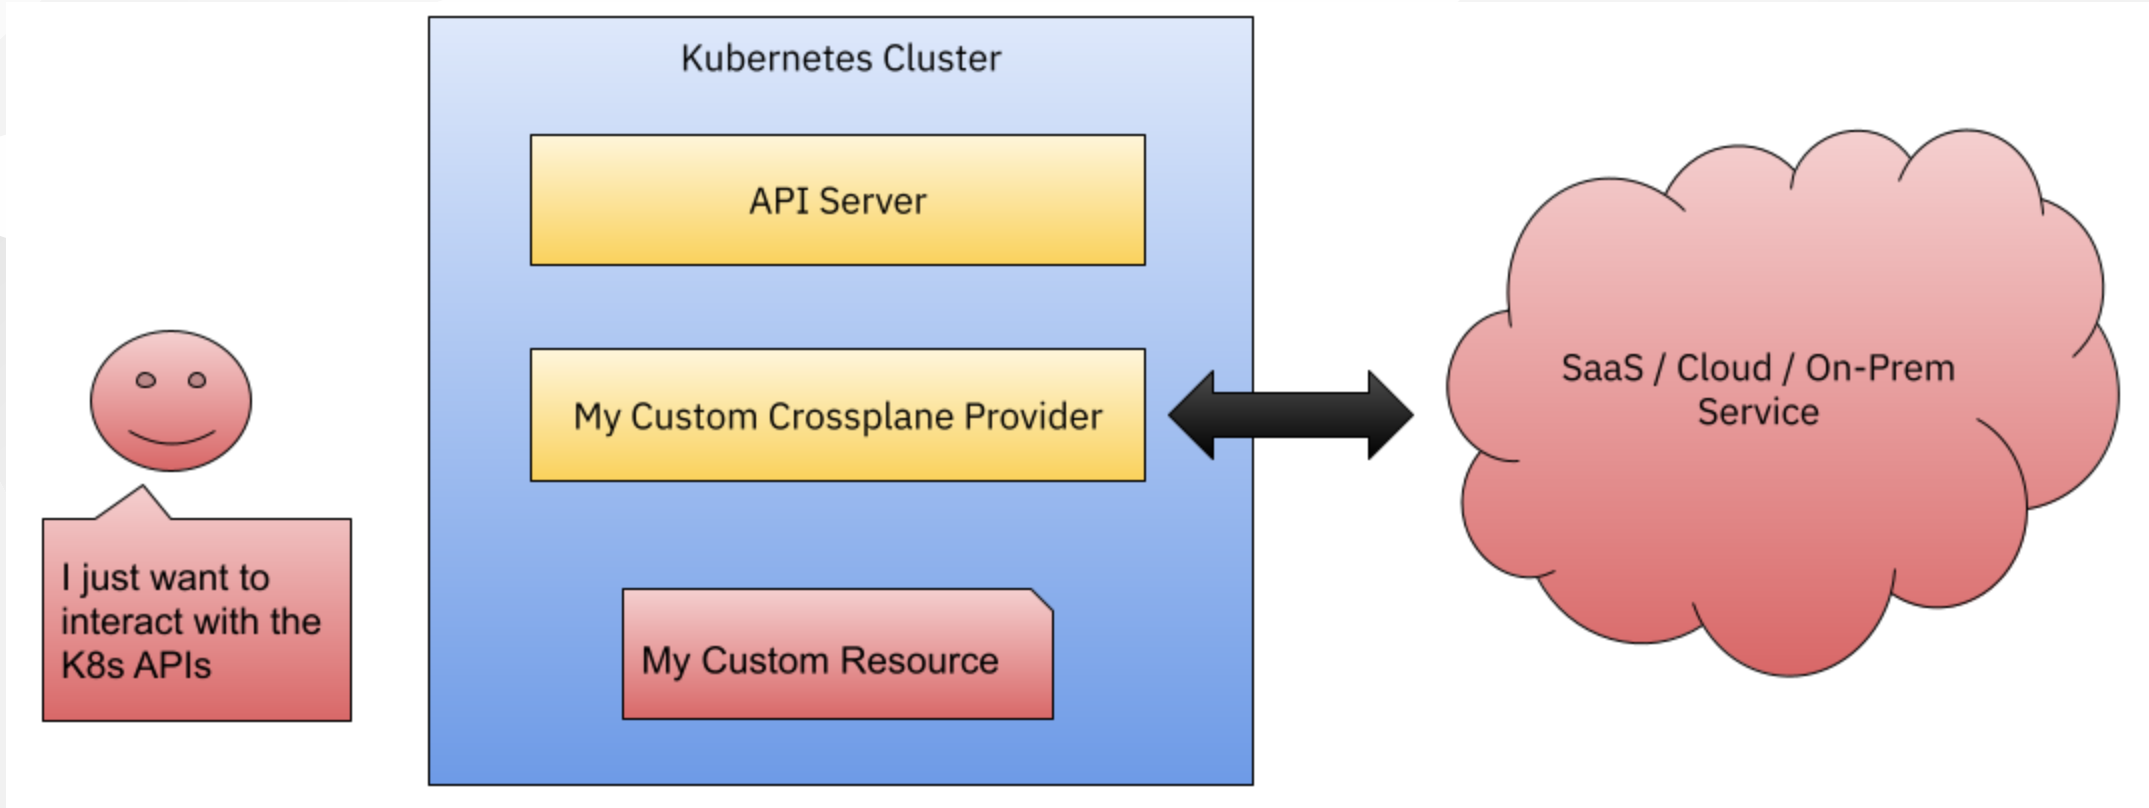 Kubernetes Cluster
API Server
My Custom Crossplane Provider
My Custom Resource
I just want to
interact with the
K8s APIs
SaaS / Cloud / On-Prem
Service